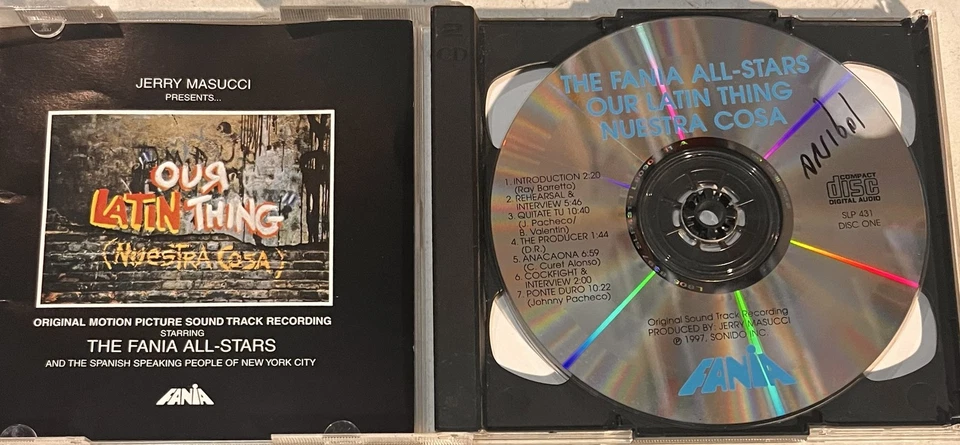 JERRY MASUCCI
PRESENTS...
OUR
LATIN THING
(NUESTRA COSA)
ORIGINAL MOTION PICTURE SOUND TRACK RECORDING
STARRING
THE FANIA ALL-STARS
AND THE SPANISH SPEAKING PEOPLE OF NEW YORK CITY
FANIA
2
CD
THE FANIA ALL-STARS
OUR LATIN THING
NUESTRA COSA
ANIbal
1. INTRODUCTION 2:20
(Ray Barretto)
2. REHEARSAL &
INTERVIEW 5:46
3. QUITATE TU 10:40
(J. Pacheco/
B. Valentin)
4. THE PRODUCER 1:44
(D.R.)
5. ANACAONA 6:59
(C. Curet Alonso)
6. COCKFIGHT &
INTERVIEW 2:00
7. PONTE DURO 10:22
(Johnny Pacheco)
COMPACT
disc
DIGITAL AUDIO
SLP 431
DISC ONE
Original Sound Track Recording
PRODUCED BY: JERRY MASUCCI
℗ 1997, SONIDO INC
FANIA